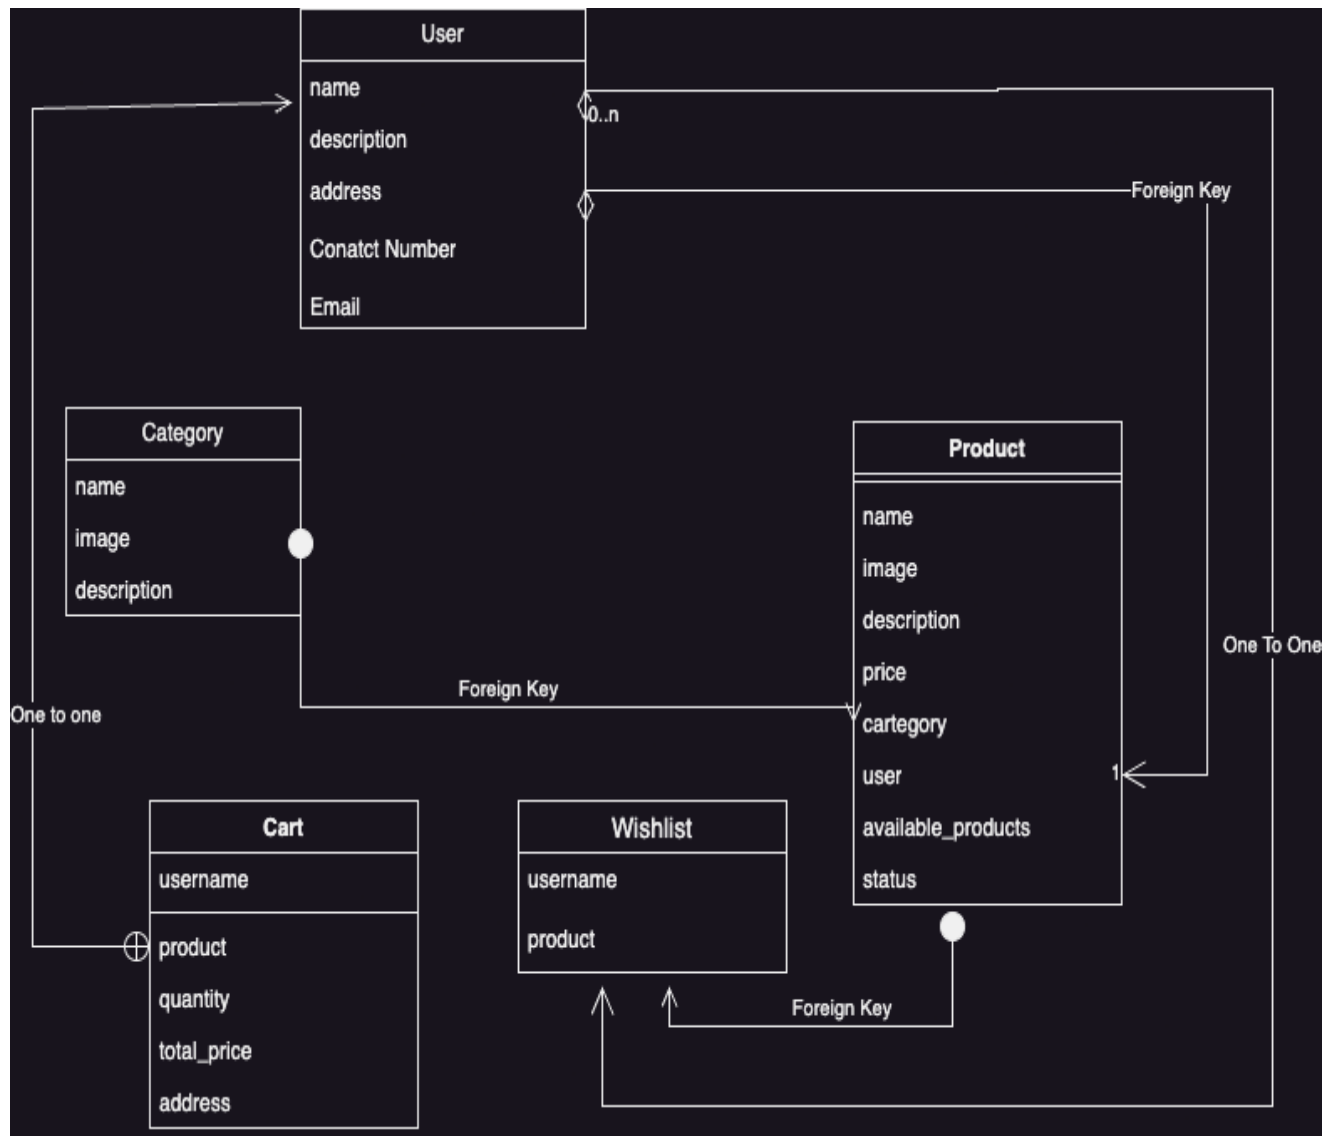 User
name
description
address
Conatct Number
Email
0..n
Foreign Key
Category
name
image
description
Product
name
image
description
price
cartegory
user
available_products
status
1
One To One
Foreign Key
One to one
Cart
username
product
quantity
total_price
address
Wishlist
username
product
Foreign Key